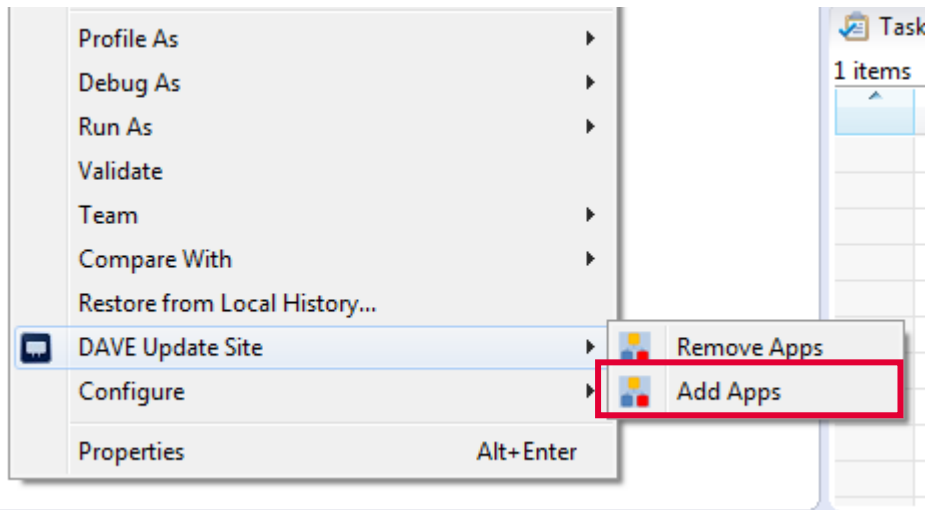 Profile As
Debug As
Run As
Validate
Team
Compare With
Restore from Local History...
DAVE Update Site
Configure
Properties Alt+Enter
Remove Apps
Add Apps
1 items